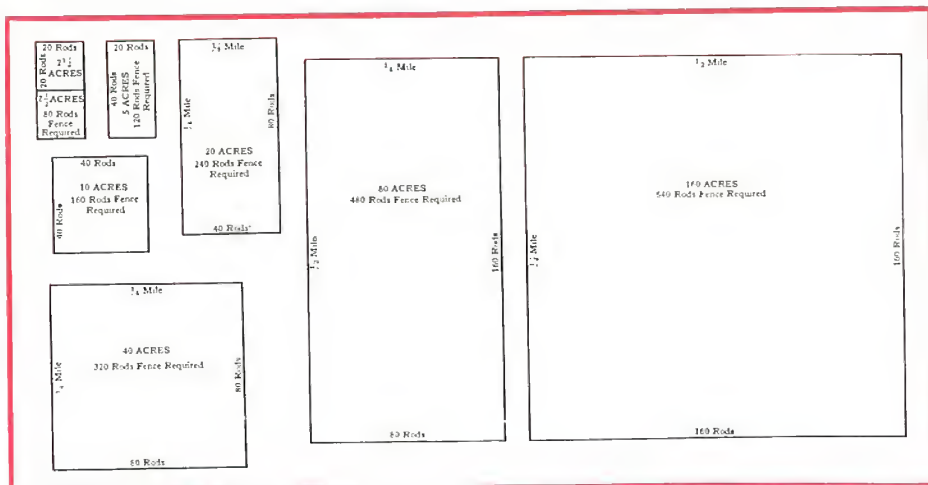 20 Rods
20 Rods
2½
ACRES
2½ ACRES
80 Rods
Fence
Required
20 Rods
40 Rods
5 ACRES
120 Rods Fence
Required
⅛ Mile
¼ Mile
80 Rods
20 ACRES
240 Rods Fence
Required
40 Rods
40 Rods
10 ACRES
160 Rods Fence
Required
40 Rods
¼ Mile
40 ACRES
320 Rods Fence Required
¼ Mile
80 Rods
80 Rods
¼ Mile
80 ACRES
480 Rods Fence Required
½ Mile
160 Rods
80 Rods
½ Mile
160 ACRES
640 Rods Fence Required
½ Mile
160 Rods
160 Rods